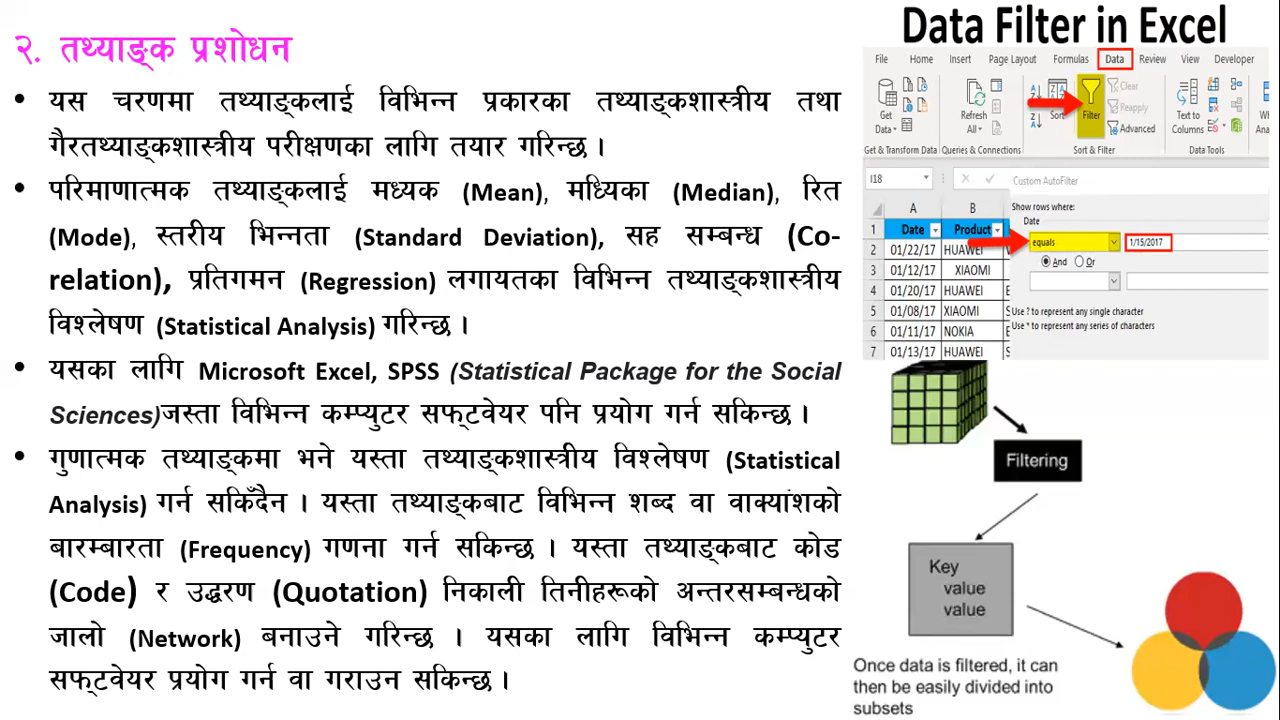 २. तथ्याङ्क प्रशोधन
• यस चरणमा तथ्याङ्कलाई विभिन्न प्रकारका तथ्याङ्कशास्त्रीय तथा
गैरतथ्याङ्कशास्त्रीय परीक्षणका लागि तयार गरिन्छ ।
• परिमाणात्मक तथ्याङ्कलाई मध्यक (Mean), मध्यिका (Median), रित
(Mode), स्तरीय भिन्नता (Standard Deviation), सह सम्बन्ध (Co-
relation), प्रतिगमन (Regression) लगायतका विभिन्न तथ्याङ्कशास्त्रीय
विश्लेषण (Statistical Analysis) गरिन्छ ।
• यसका लागि Microsoft Excel, SPSS (Statistical Package for the Social
Sciences)जस्ता विभिन्न कम्प्युटर सफ्टवेयर पनि प्रयोग गर्न सकिन्छ ।
• गुणात्मक तथ्याङ्कमा भने यस्ता तथ्याङ्कशास्त्रीय विश्लेषण (Statistical
Analysis) गर्न सकिँदैन । यस्ता तथ्याङ्कबाट विभिन्न शब्द वा वाक्यांशको
बारम्बारता (Frequency) गणना गर्न सकिन्छ । यस्ता तथ्याङ्कबाट कोड
(Code) र उद्धरण (Quotation) निकाली तिनीहरूको अन्तरसम्बन्धको
जालो (Network) बनाउने गरिन्छ । यसका लागि विभिन्न कम्प्युटर
सफ्टवेयर प्रयोग गर्न वा गराउन सकिन्छ ।
Data Filter in Excel
File Home Insert Page Layout Formulas Data Review View Developer
Clear
Reapply
Advanced
Get
Data
Refresh
All
Sort
Filter
Text to
Columns
Get & Transform Data Queries & Connections Sort & Filter Data Tools
I18
Custom AutoFilter
Show rows where:
Date
equals 1/15/2017
And Or
Use ? to represent any single character
Use * to represent any series of characters
A B
1 Date Product
2 01/22/17 HUAWEI
3 01/12/17 XIAOMI
4 01/20/17 HUAWEI
5 01/08/17 XIAOMI
6 01/11/17 NOKIA
7 01/13/17 HUAWEI
Filtering
Key
value
value
Once data is filtered, it can
then be easily divided into
subsets